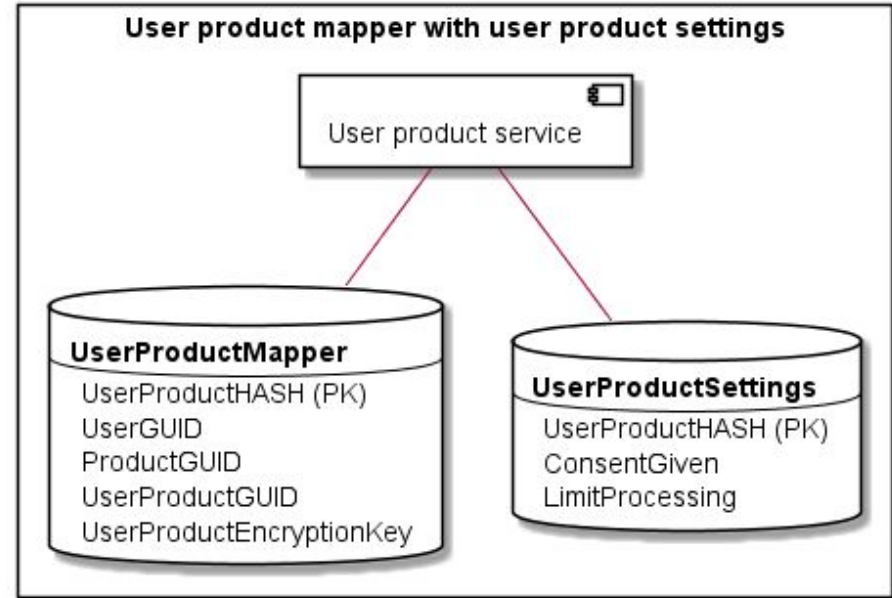 User product mapper with user product settings
User product service
UserProductMapper
UserProductHASH (PK)
UserGUID
ProductGUID
UserProductGUID
UserProductEncryptionKey
UserProductSettings
UserProductHASH (PK)
ConsentGiven
LimitProcessing